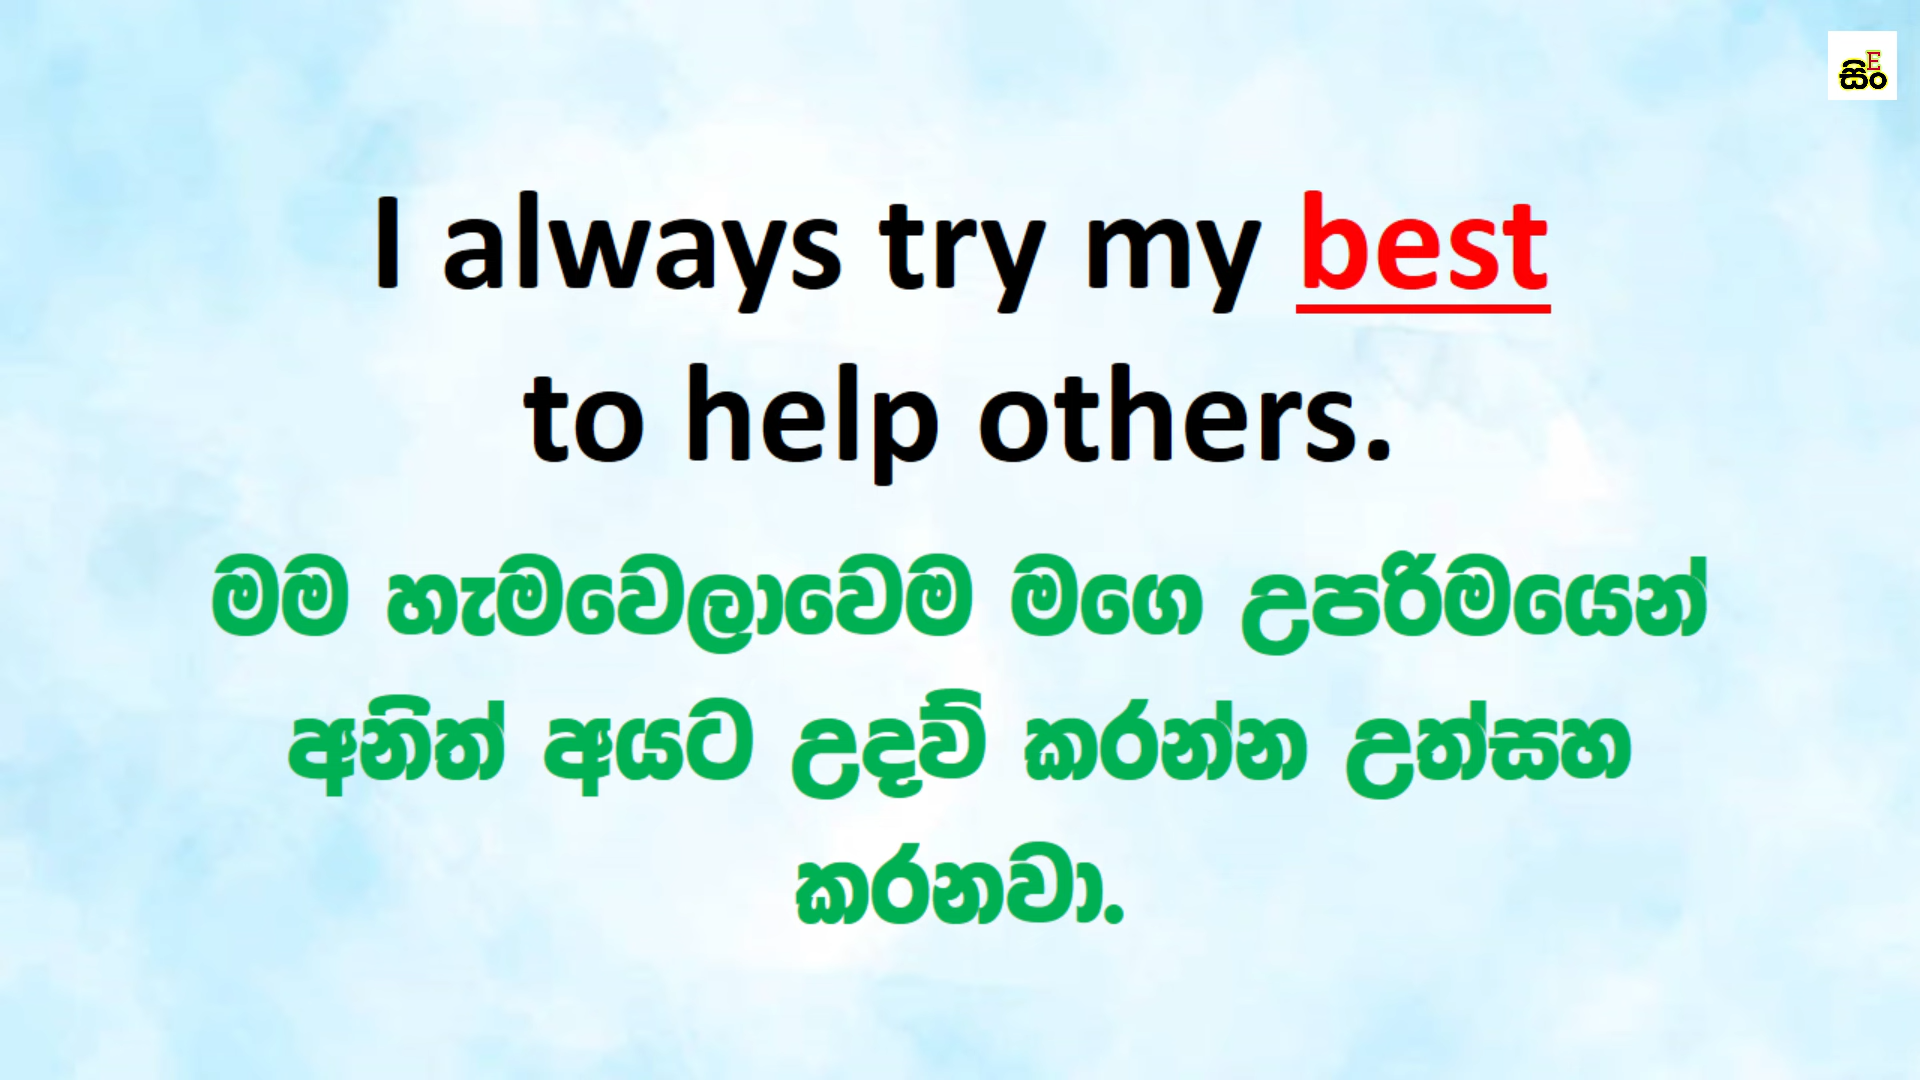 සිංE
I always try my best
to help others.
මම හැමවෙලාවෙම මගෙ උපරිමයෙන්
අනිත් අයට උදව් කරන්න උත්සහ
කරනවා.